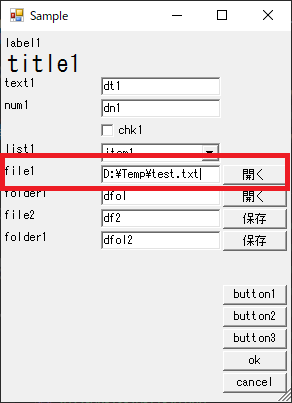 Sample
label1
title1
text1 dt1
num1 dn1
chk1
list1 item1
file1 D:¥Temp¥test.txt 開く
folder1 dfol 開く
file2 df2 保存
folder1 dfol2 保存
button1
button2
button3
ok
cancel